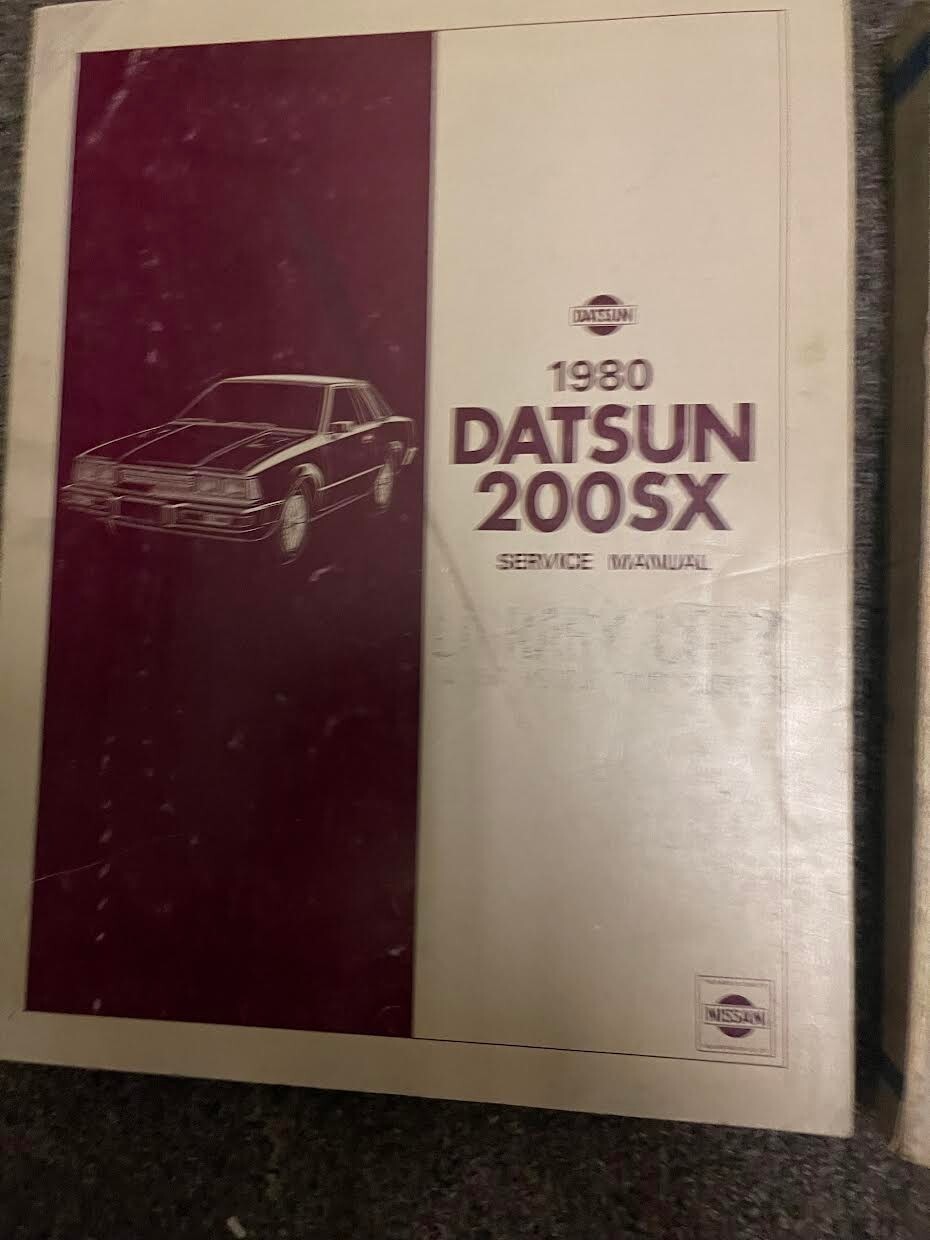 DATSUN
1980
DATSUN
200SX
SERVICE MANUAL
NISSAN